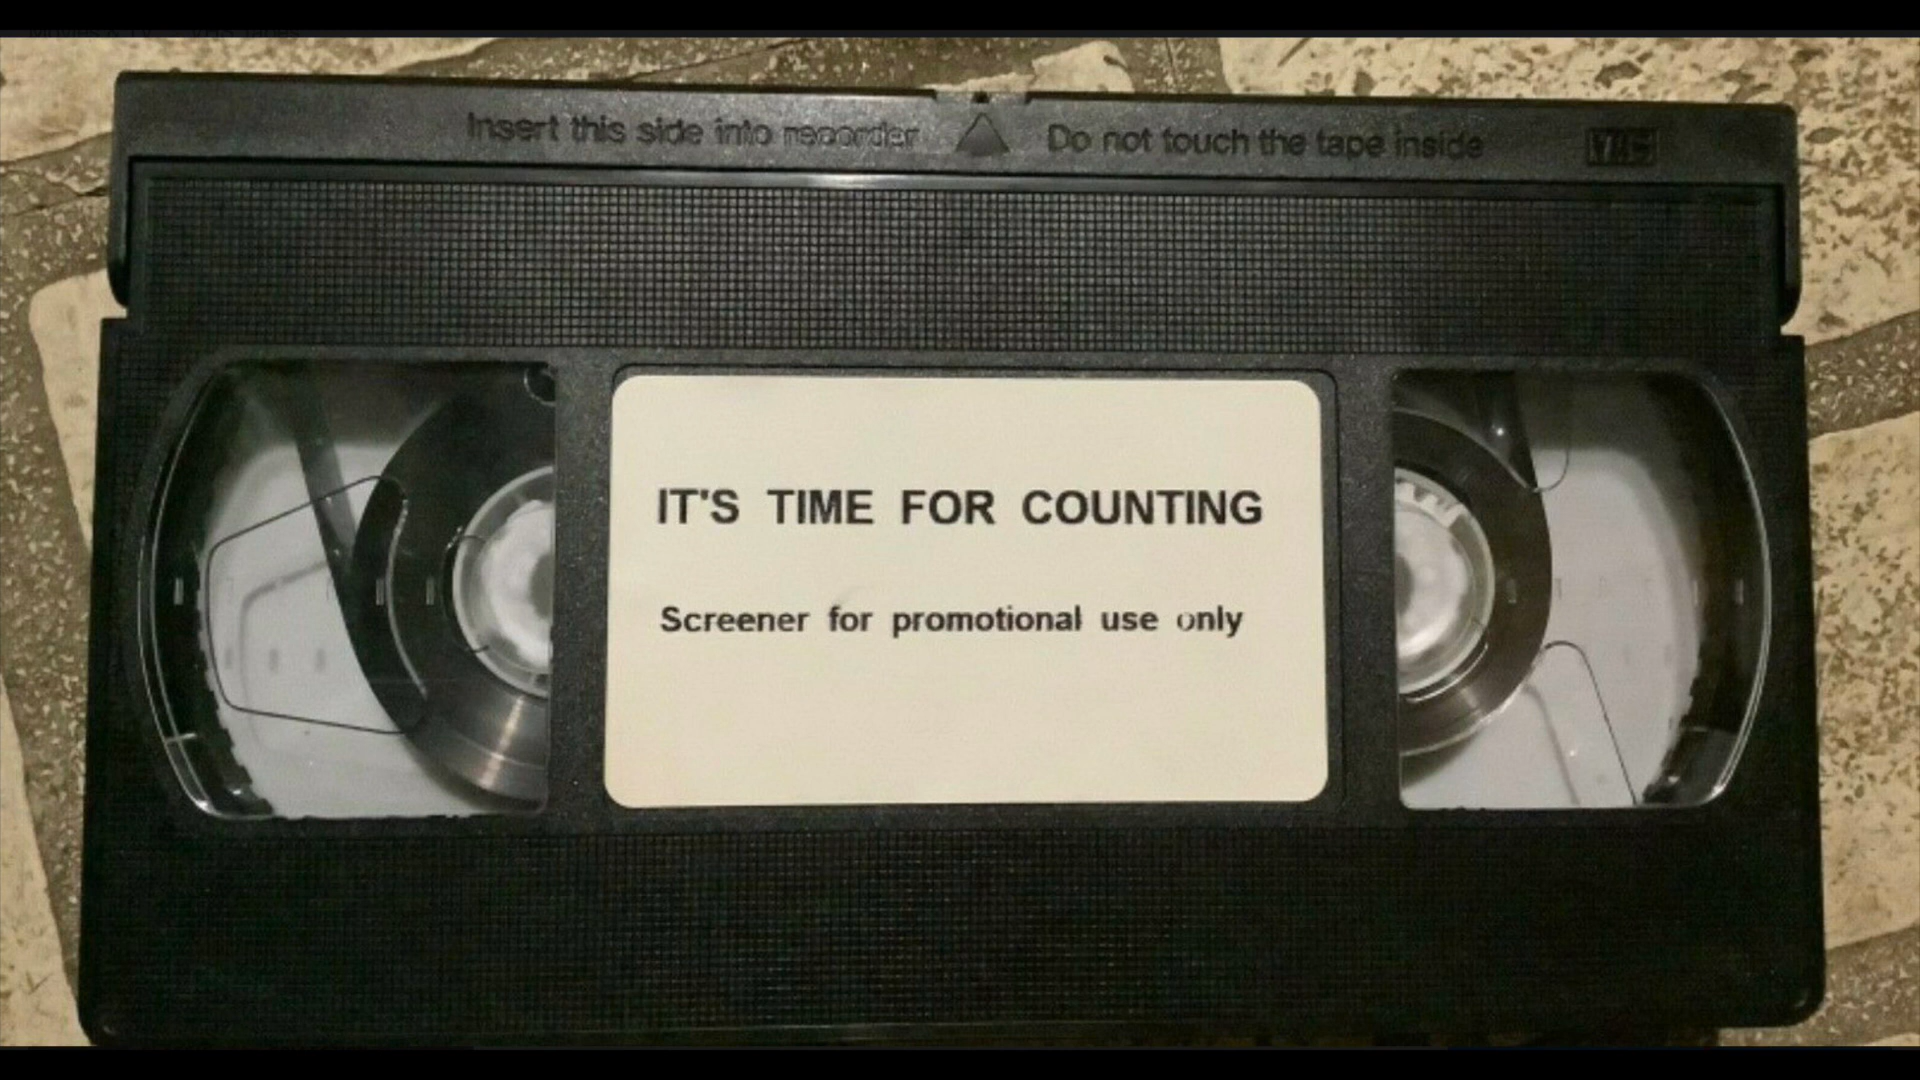 Insert this side into recorder Do not touch the tape inside
IT'S TIME FOR COUNTING
Screener for promotional use only